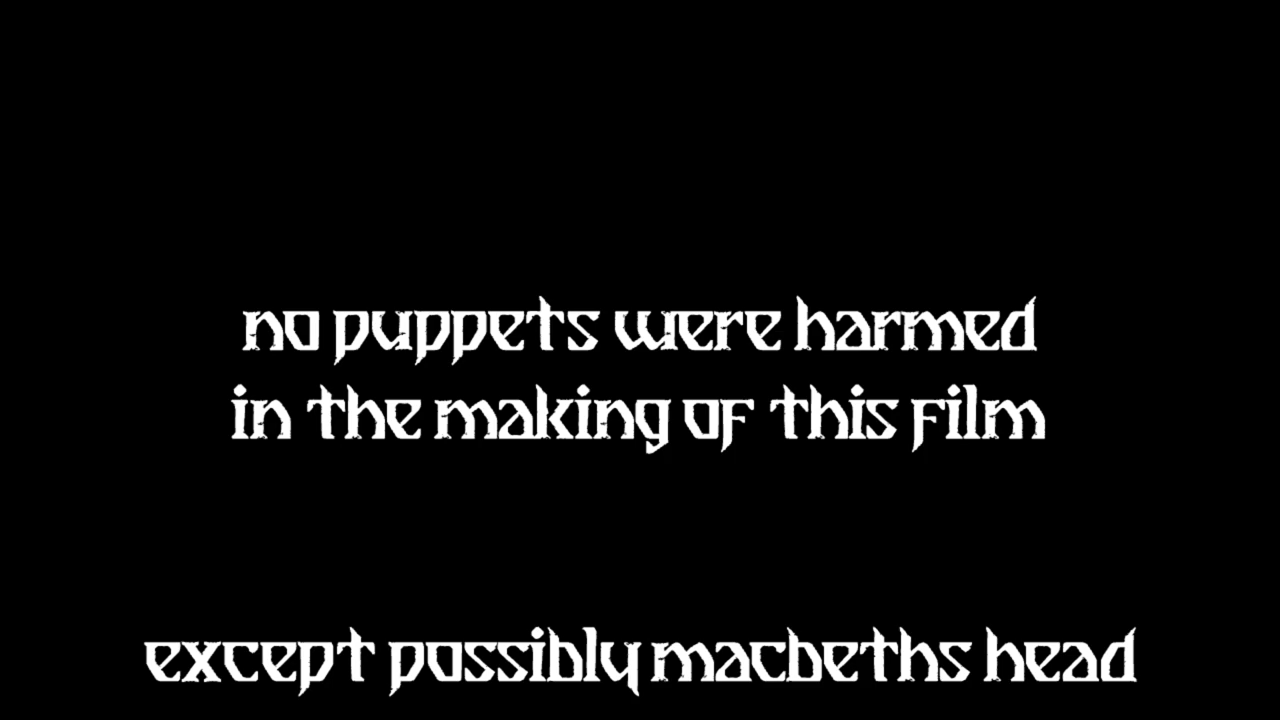 no puppets were harmed
in the making of this film
except possibly macbeths head